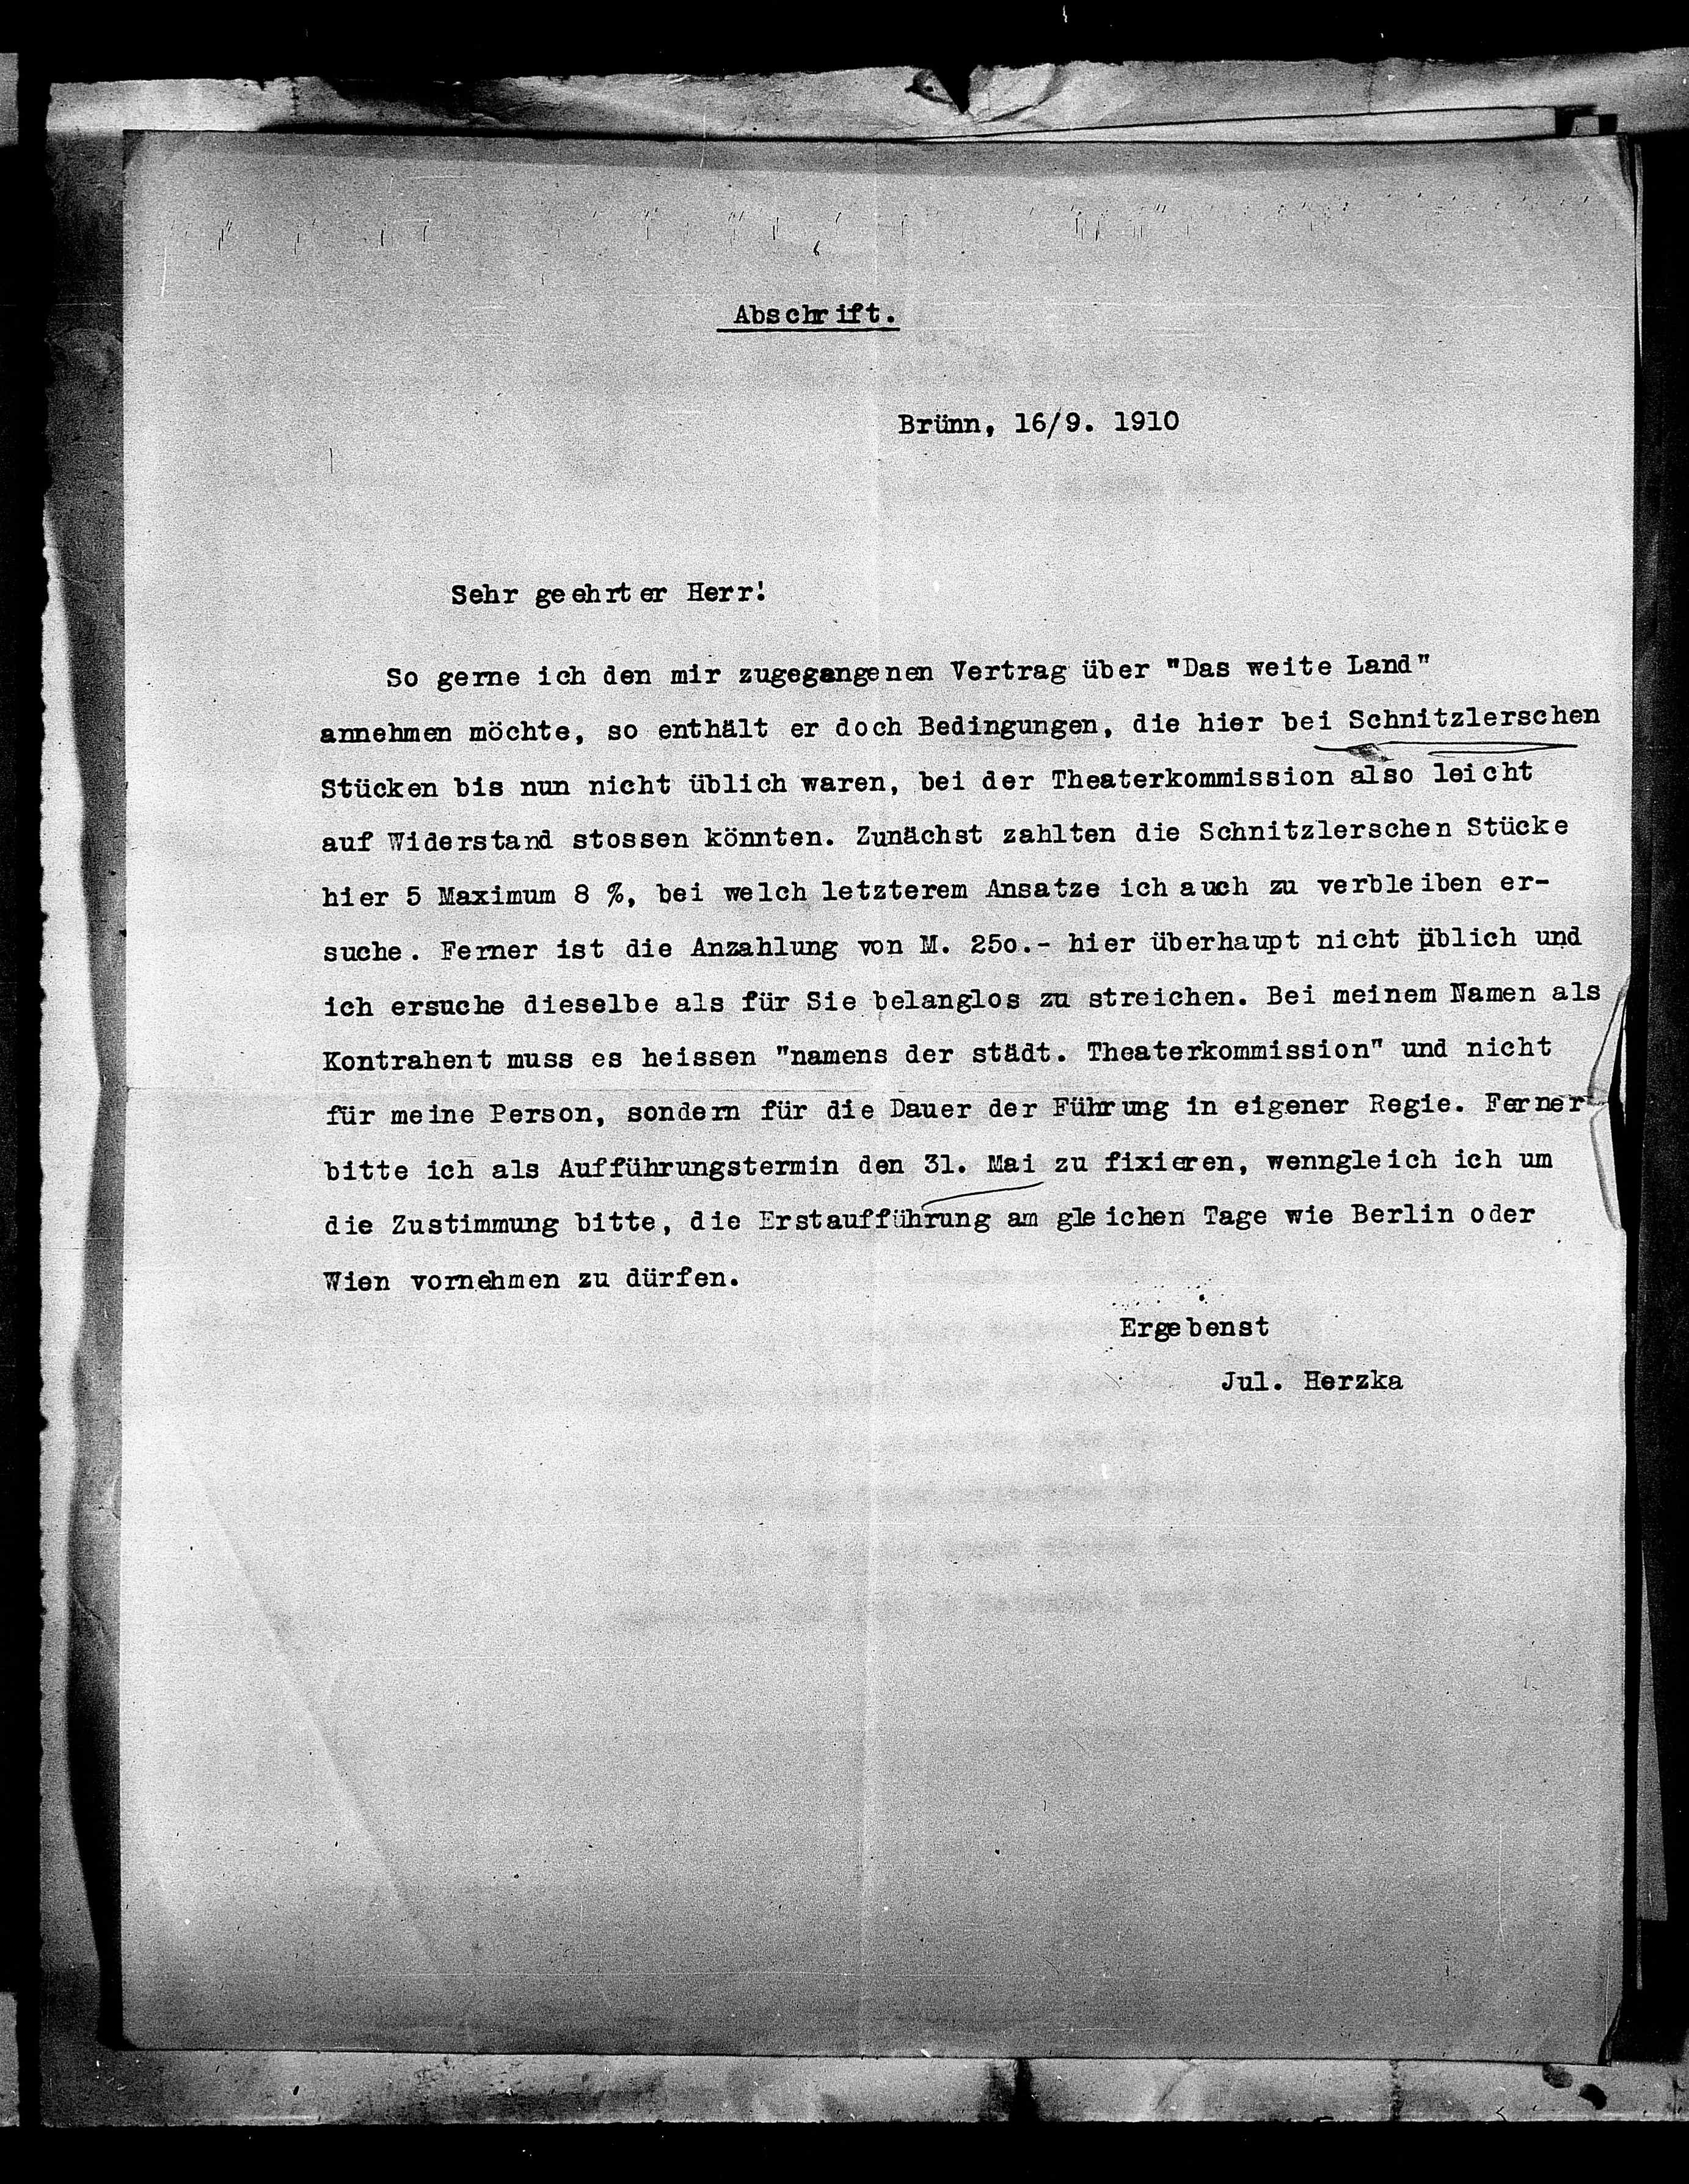 Abschrift.
Brünn, 16/9. 1910
Sehr geehrter Herr!
So gerne ich den mir zugegangenen Vertrag über "Das weite Land"
annehmen möchte, so enthält er doch Bedingungen, die hier bei Schnitzlerschen
Stücken bis nun nicht üblich waren, bei der Theaterkommission also leicht
auf Widerstand stossen könnten. Zunächst zahlten die Schnitzlerschen Stücke
hier 5 Maximum 8 %, bei welch letzterem Ansatze ich auch zu verbleiben er-
suche. Ferner ist die Anzahlung von M. 250.- hier überhaupt nicht üblich und
ich ersuche dieselbe als für Sie belanglos zu streichen. Bei meinem Namen als
Kontrahent muss es heissen "namens der städt. Theaterkommission" und nicht
für meine Person, sondern für die Dauer der Führung in eigener Regie. Ferner
bitte ich als Aufführungstermin den 31. Mai zu fixieren, wenngleich ich um
die Zustimmung bitte, die Erstaufführung am gleichen Tage wie Berlin oder
Wien vornehmen zu dürfen.
Ergebenst
Jul. Herzka